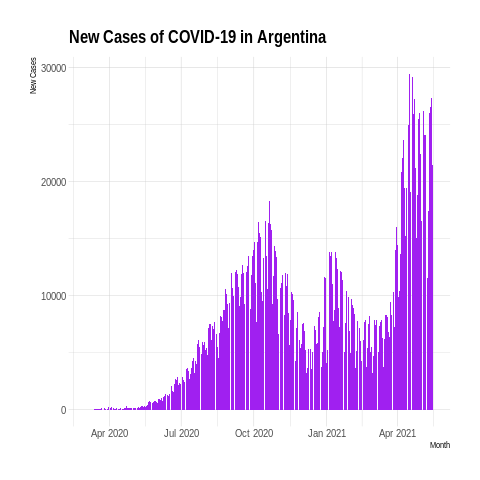 New Cases of COVID-19 in Argentina
New Cases
30000
20000
10000
0
Apr 2020 Jul 2020 Oct 2020 Jan 2021 Apr 2021
Month